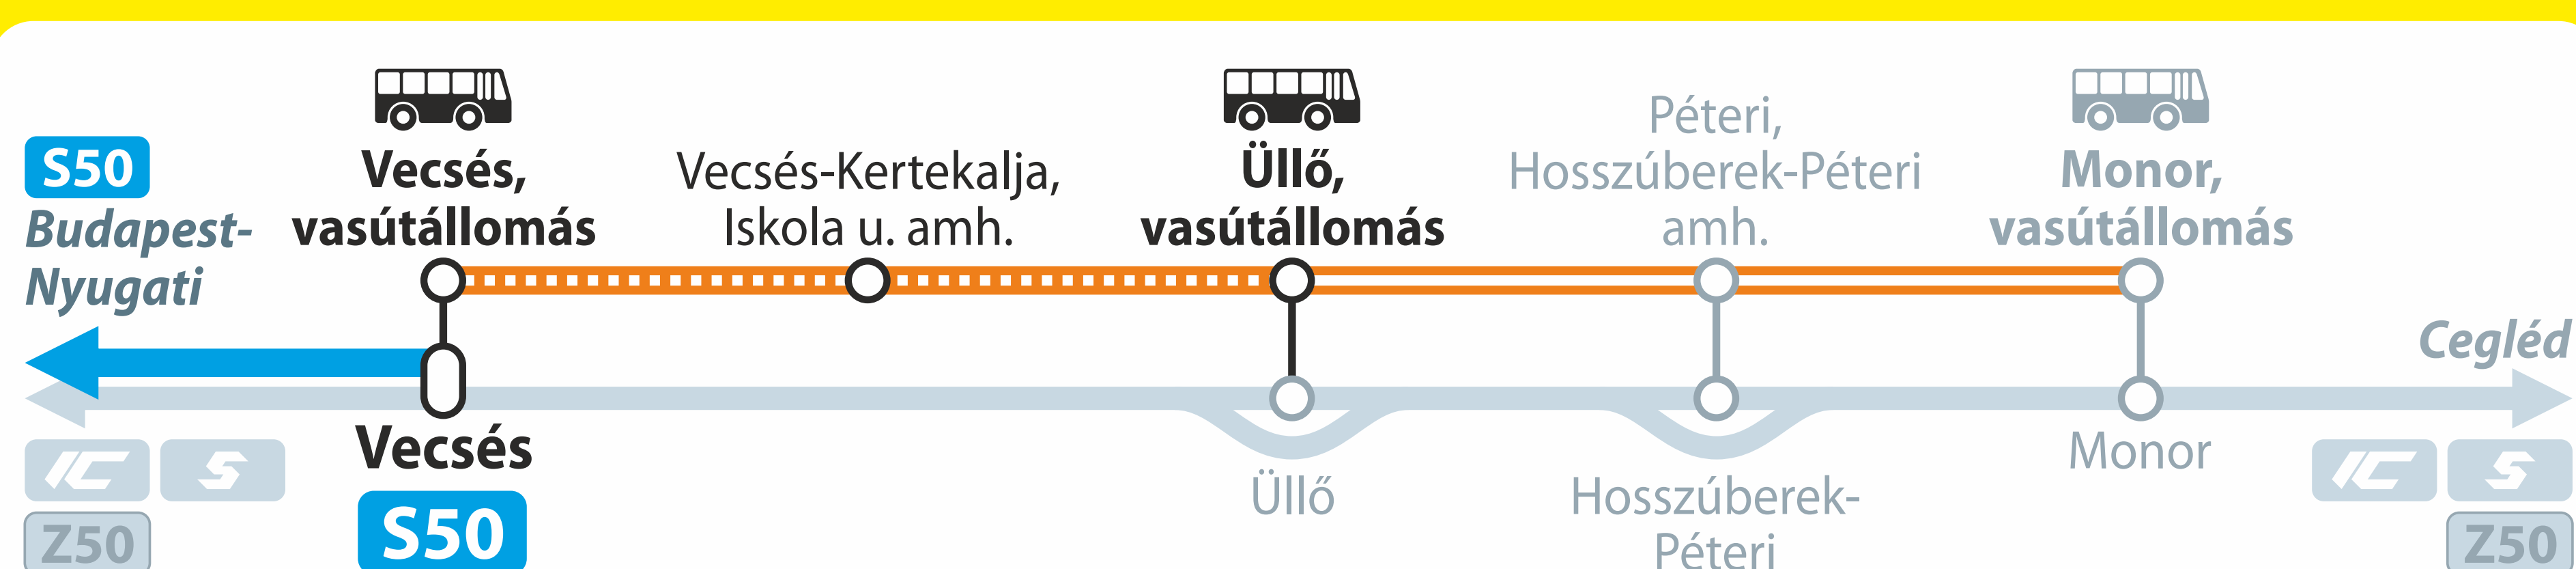 S50
Budapest-
Nyugati
Vecsés,
vasútállomás
Vecsés-Kertekalja,
Iskola u. amh.
Üllő,
vasútállomás
Péteri,
Hosszúberek-Péteri
amh.
Monor,
vasútállomás
Cegléd
IC S
Z50
Vecsés
S50
Üllő
Hosszúberek-
Péteri
Monor
IC S
Z50